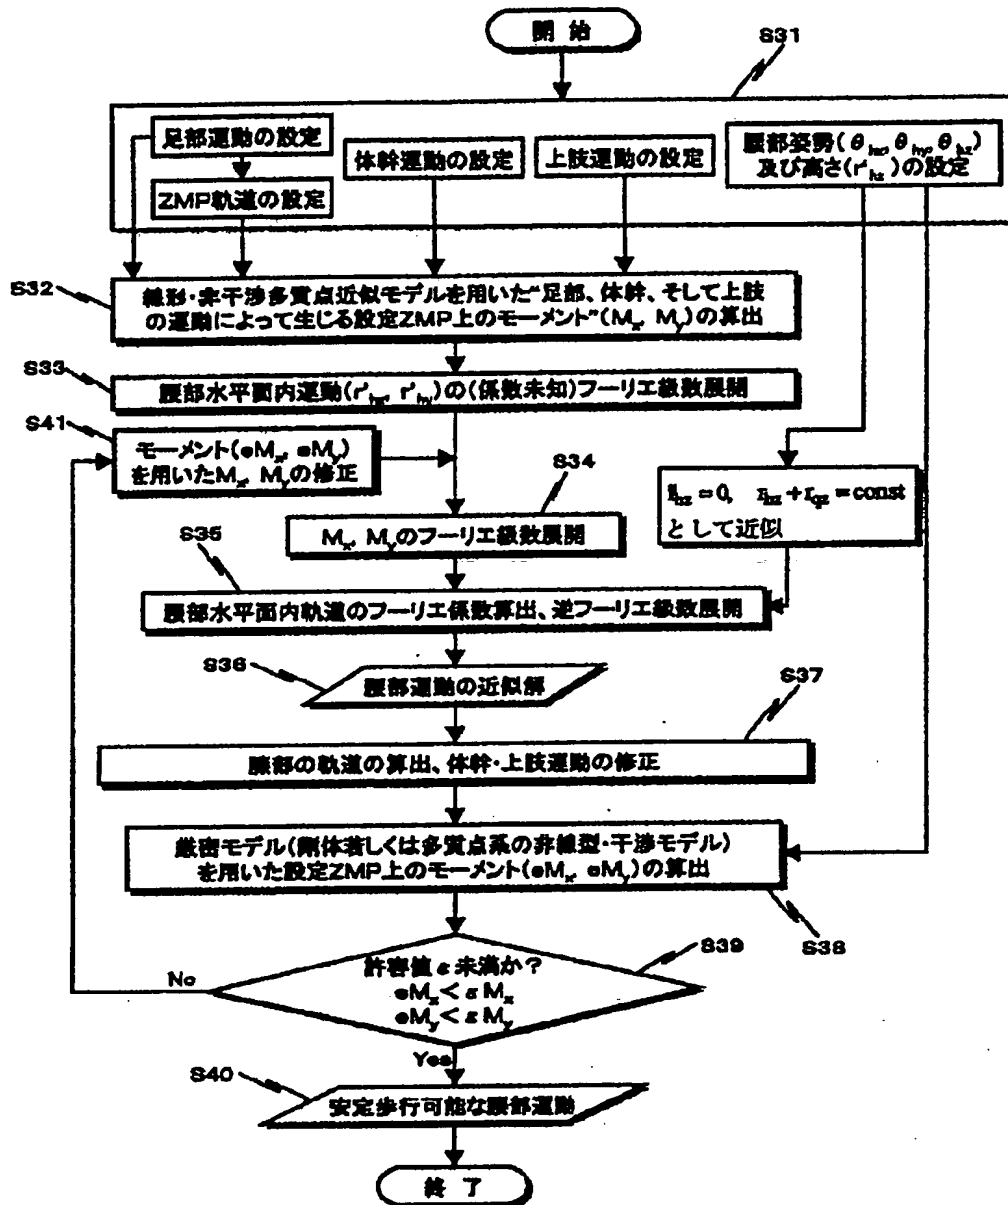 開 始
S31
足部運動の設定
ZMP軌道の設定
体幹運動の設定
上肢運動の設定
腰部姿勢(θhx, θhy, θhz)
及び高さ(r'hz)の設定
S32
線形・非干渉多質点近似モデルを用いた"足部、体幹、そして上肢
の運動によって生じる設定ZMP上のモーメント"(Mx, My)の算出
S33
腰部水平面内運動(r'hx, r'hy)の(係数未知)フーリエ級数展開
S41
モーメント(eMx, eMy)
を用いたMx, Myの修正
S34
Mx, Myのフーリエ級数展開
= 0, rhz + rqz = const
として近似
S35
腰部水平面内軌道のフーリエ係数算出、逆フーリエ級数展開
S36
腰部運動の近似解
S37
腰部の軌道の算出、体幹・上肢運動の修正
厳密モデル(剛体若しくは多質点系の非線型・干渉モデル)
を用いた設定ZMP上のモーメント(eMx, eMy)の算出
S38
S39
許容値ε未満か?
eMx<εMx
eMy<εMy
No
Yes
S40
安定歩行可能な腰部運動
終 了